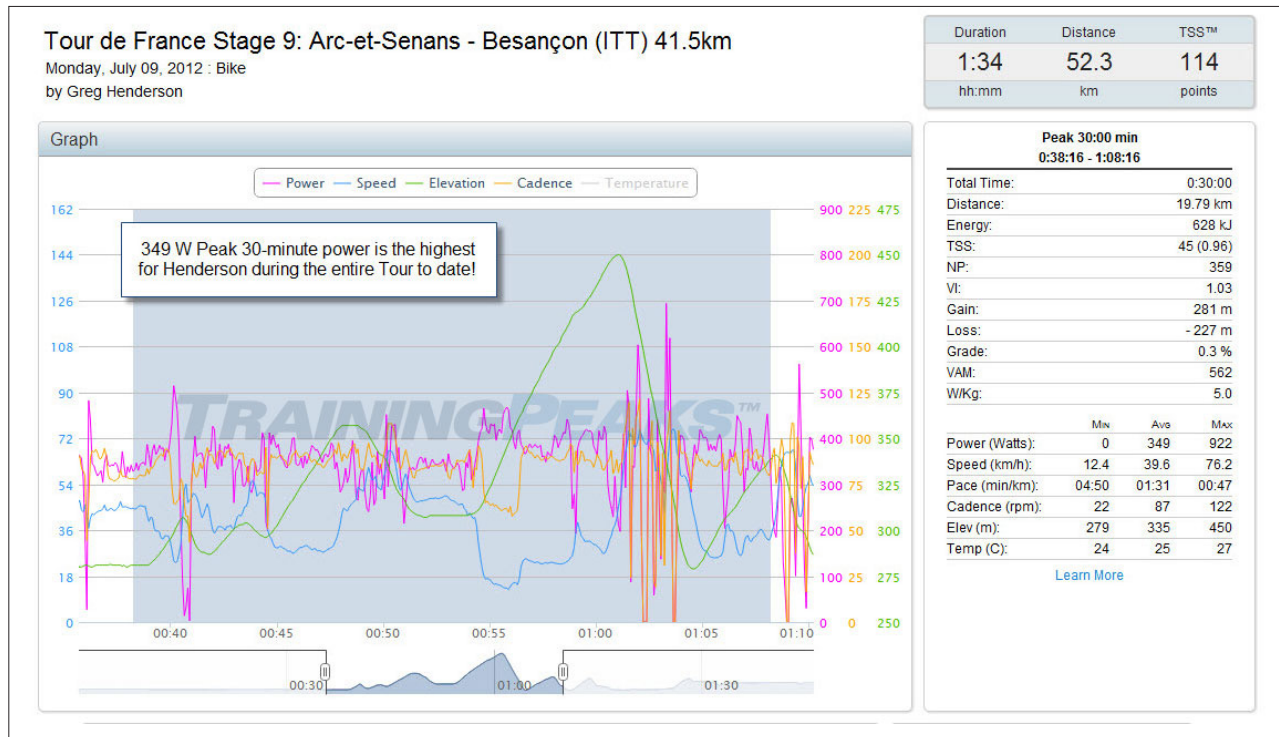 Tour de France Stage 9: Arc-et-Senans - Besançon (ITT) 41.5km
Monday, July 09, 2012 : Bike
by Greg Henderson
Duration Distance TSS™
1:34 52.3 114
hh:mm km points
Graph
Power Speed Elevation Cadence Temperature
349 W Peak 30-minute power is the highest
for Henderson during the entire Tour to date!
162 900 225 475
144 800 200 450
126 700 175 425
108 600 150 400
90 500 125 375
72 400 100 350
54 300 75 325
36 200 50 300
18 100 25 275
0 0 0 250
TRAININGPEAKS™
00:40 00:45 00:50 00:55 01:00 01:05 01:10
00:30 01:00 01:30
Peak 30:00 min
0:38:16 - 1:08:16
Total Time: 0:30:00
Distance: 19.79 km
Energy: 628 kJ
TSS: 45 (0.96)
NP: 359
VI: 1.03
Gain: 281 m
Loss: - 227 m
Grade: 0.3 %
VAM: 562
W/Kg: 5.0
Min Avg Max
Power (Watts): 0 349 922
Speed (km/h): 12.4 39.6 76.2
Pace (min/km): 04:50 01:31 00:47
Cadence (rpm): 22 87 122
Elev (m): 279 335 450
Temp (C): 24 25 27
Learn More